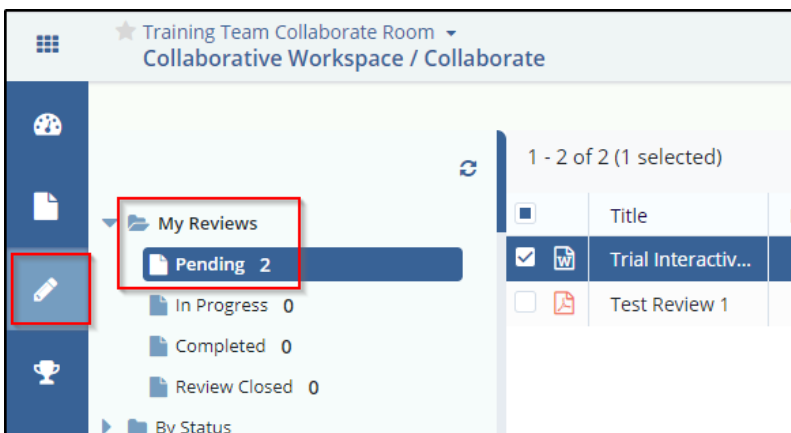 Training Team Collaborate Room
Collaborative Workspace / Collaborate
1 - 2 of 2 (1 selected)
My Reviews
Pending 2
In Progress 0
Completed 0
Review Closed 0
By Status
Title
Trial Interactiv...
Test Review 1